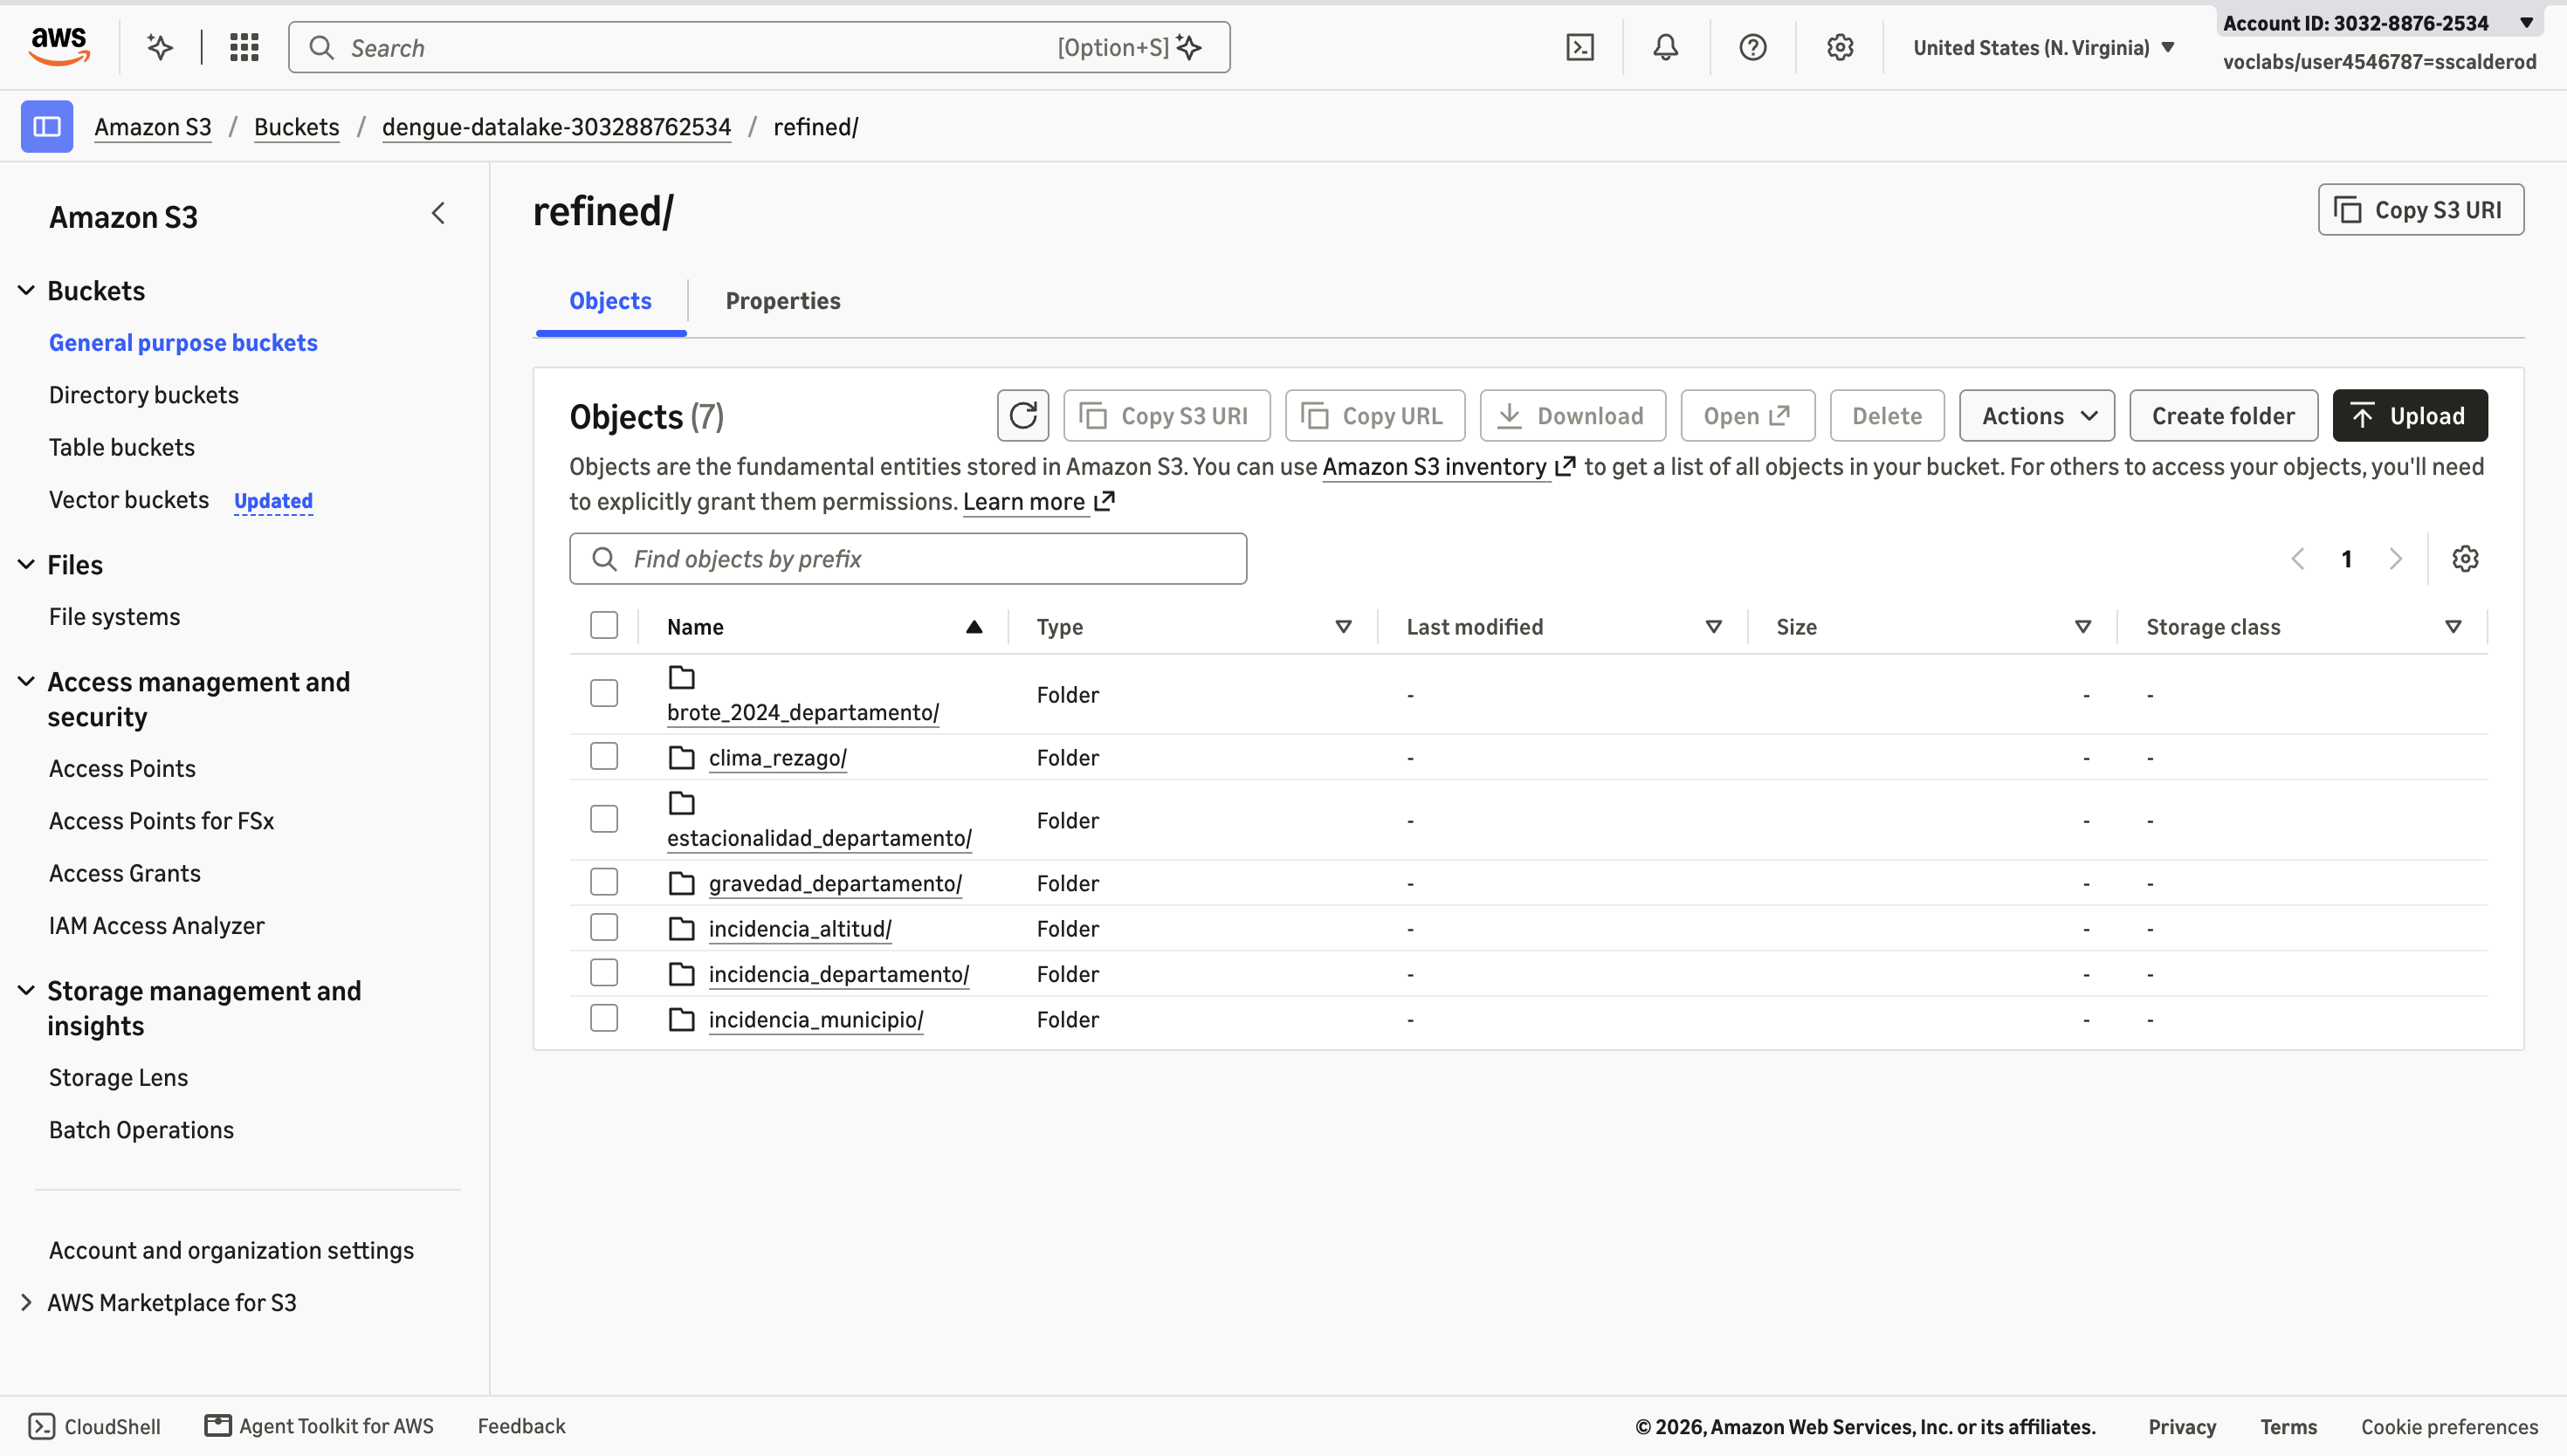 aws
Search
[Option+S]
United States (N. Virginia)
Account ID: 3032-8876-2534
voclabs/user4546787=sscalderod
Amazon S3 / Buckets / dengue-datalake-303288762534 / refined/
Amazon S3
Buckets
General purpose buckets
Directory buckets
Table buckets
Vector buckets Updated
Files
File systems
Access management and
security
Access Points
Access Points for FSx
Access Grants
IAM Access Analyzer
Storage management and
insights
Storage Lens
Batch Operations
Account and organization settings
AWS Marketplace for S3
refined/
Copy S3 URI
Objects Properties
Objects (7)
Copy S3 URI Copy URL Download Open Delete Actions Create folder Upload
Objects are the fundamental entities stored in Amazon S3. You can use Amazon S3 inventory to get a list of all objects in your bucket. For others to access your objects, you'll need
to explicitly grant them permissions. Learn more
Find objects by prefix
1
Name Type Last modified Size Storage class
brote_2024_departamento/ Folder - - -
clima_rezago/ Folder - - -
estacionalidad_departamento/ Folder - - -
gravedad_departamento/ Folder - - -
incidencia_altitud/ Folder - - -
incidencia_departamento/ Folder - - -
incidencia_municipio/ Folder - - -
CloudShell Agent Toolkit for AWS Feedback
© 2026, Amazon Web Services, Inc. or its affiliates. Privacy Terms Cookie preferences